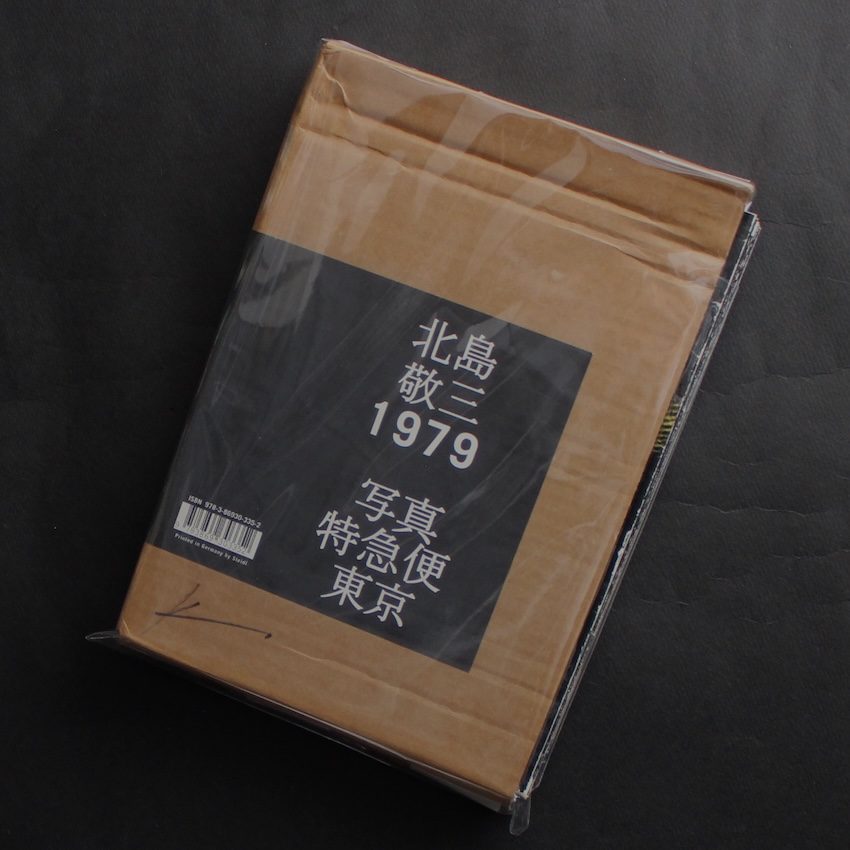 北島
敬三
1979
写真
特急便
東京
ISBN 978-3-86930-335-2
Printed in Germany by Steidl